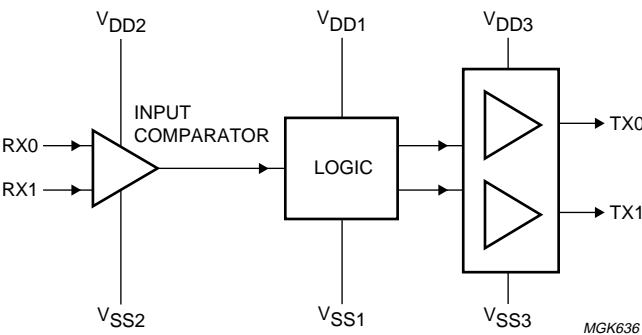 VDD2
VDD1
VDD3
INPUT
COMPARATOR
RX0
TX0
LOGIC
RX1
TX1
VSS2
VSS1
VSS3
MGK636